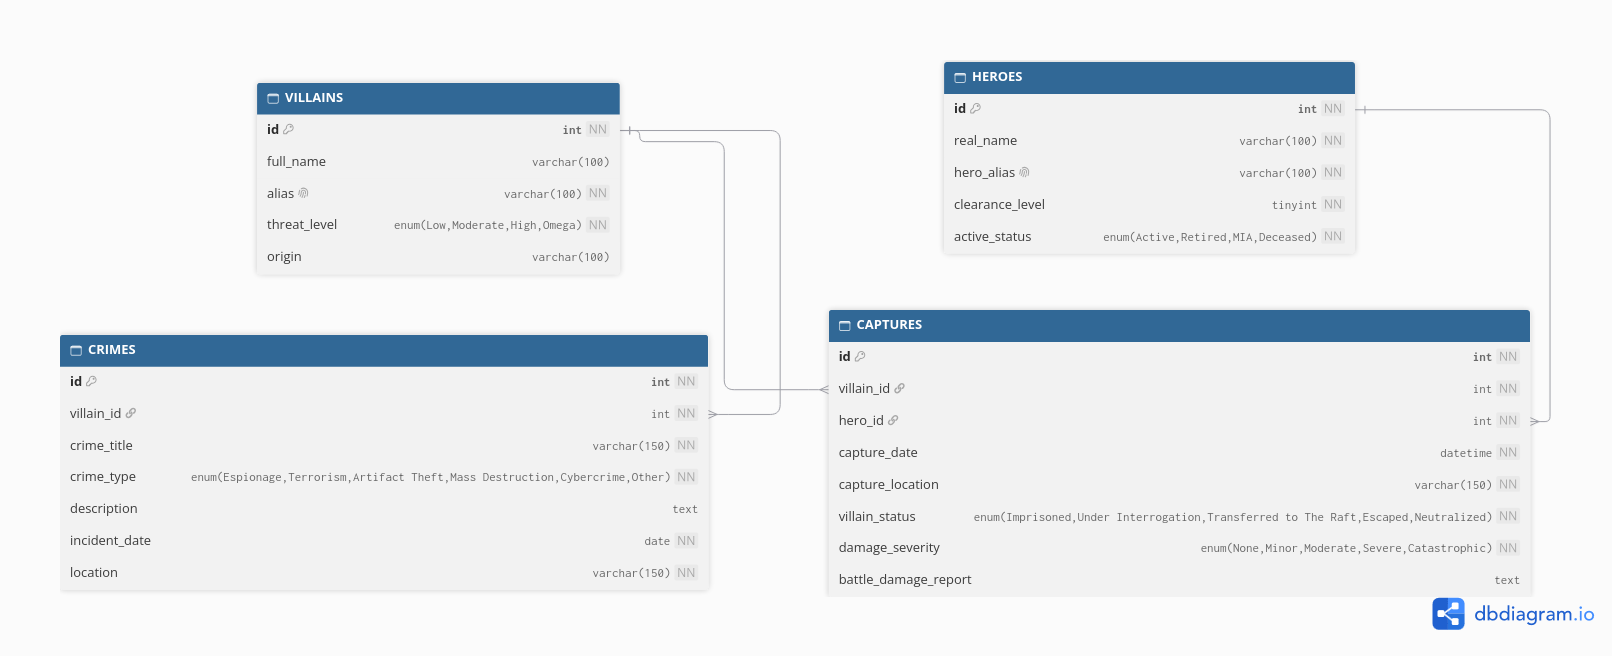 VILLAINS
id int NN
full_name varchar(100)
alias varchar(100) NN
threat_level enum(Low,Moderate,High,Omega) NN
origin varchar(100)
HEROES
id int NN
real_name varchar(100) NN
hero_alias varchar(100) NN
clearance_level tinyint NN
active_status enum(Active,Retired,MIA,Deceased) NN
CRIMES
id int NN
villain_id int NN
crime_title varchar(150) NN
crime_type enum(Espionage,Terrorism,Artifact Theft,Mass Destruction,Cybercrime,Other) NN
description text
incident_date date NN
location varchar(150) NN
CAPTURES
id int NN
villain_id int NN
hero_id int NN
capture_date datetime NN
capture_location varchar(150) NN
villain_status enum(Imprisoned,Under Interrogation,Transferred to The Raft,Escaped,Neutralized) NN
damage_severity enum(None,Minor,Moderate,Severe,Catastrophic) NN
battle_damage_report text
dbdiagram.io